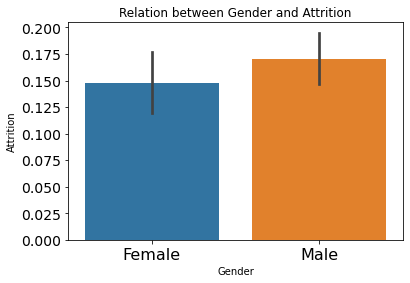 Relation between Gender and Attrition
0.200
0.175
0.150
0.125
0.100
0.075
0.050
0.025
0.000
Attrition
Female
Male
Gender